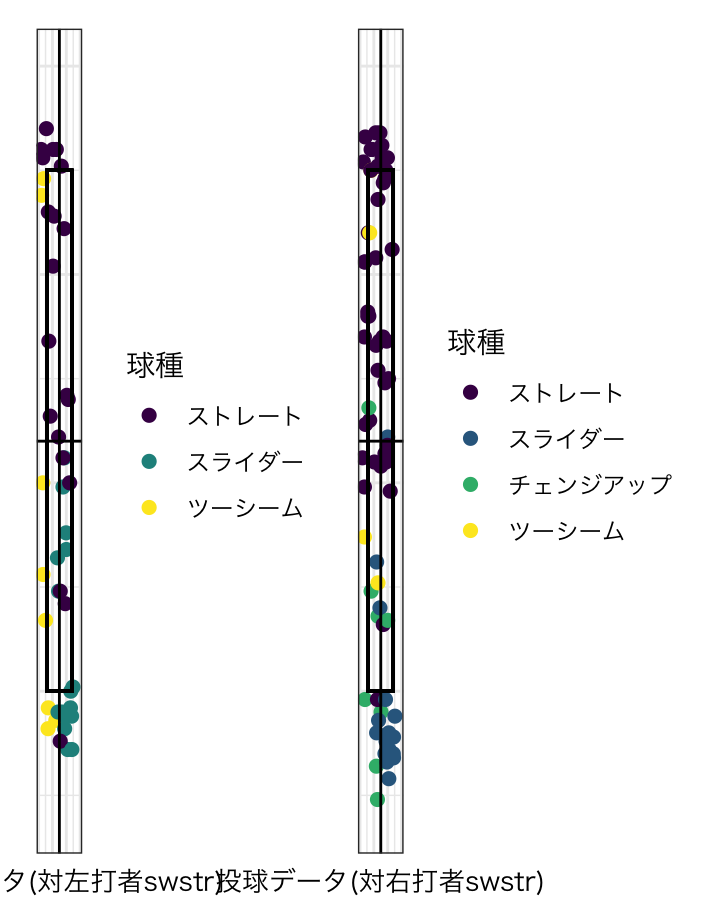 球種
ストレート
スライダー
ツーシーム
球種
ストレート
スライダー
チェンジアップ
ツーシーム
タ(対左打者swstr)
投球データ(対右打者swstr)